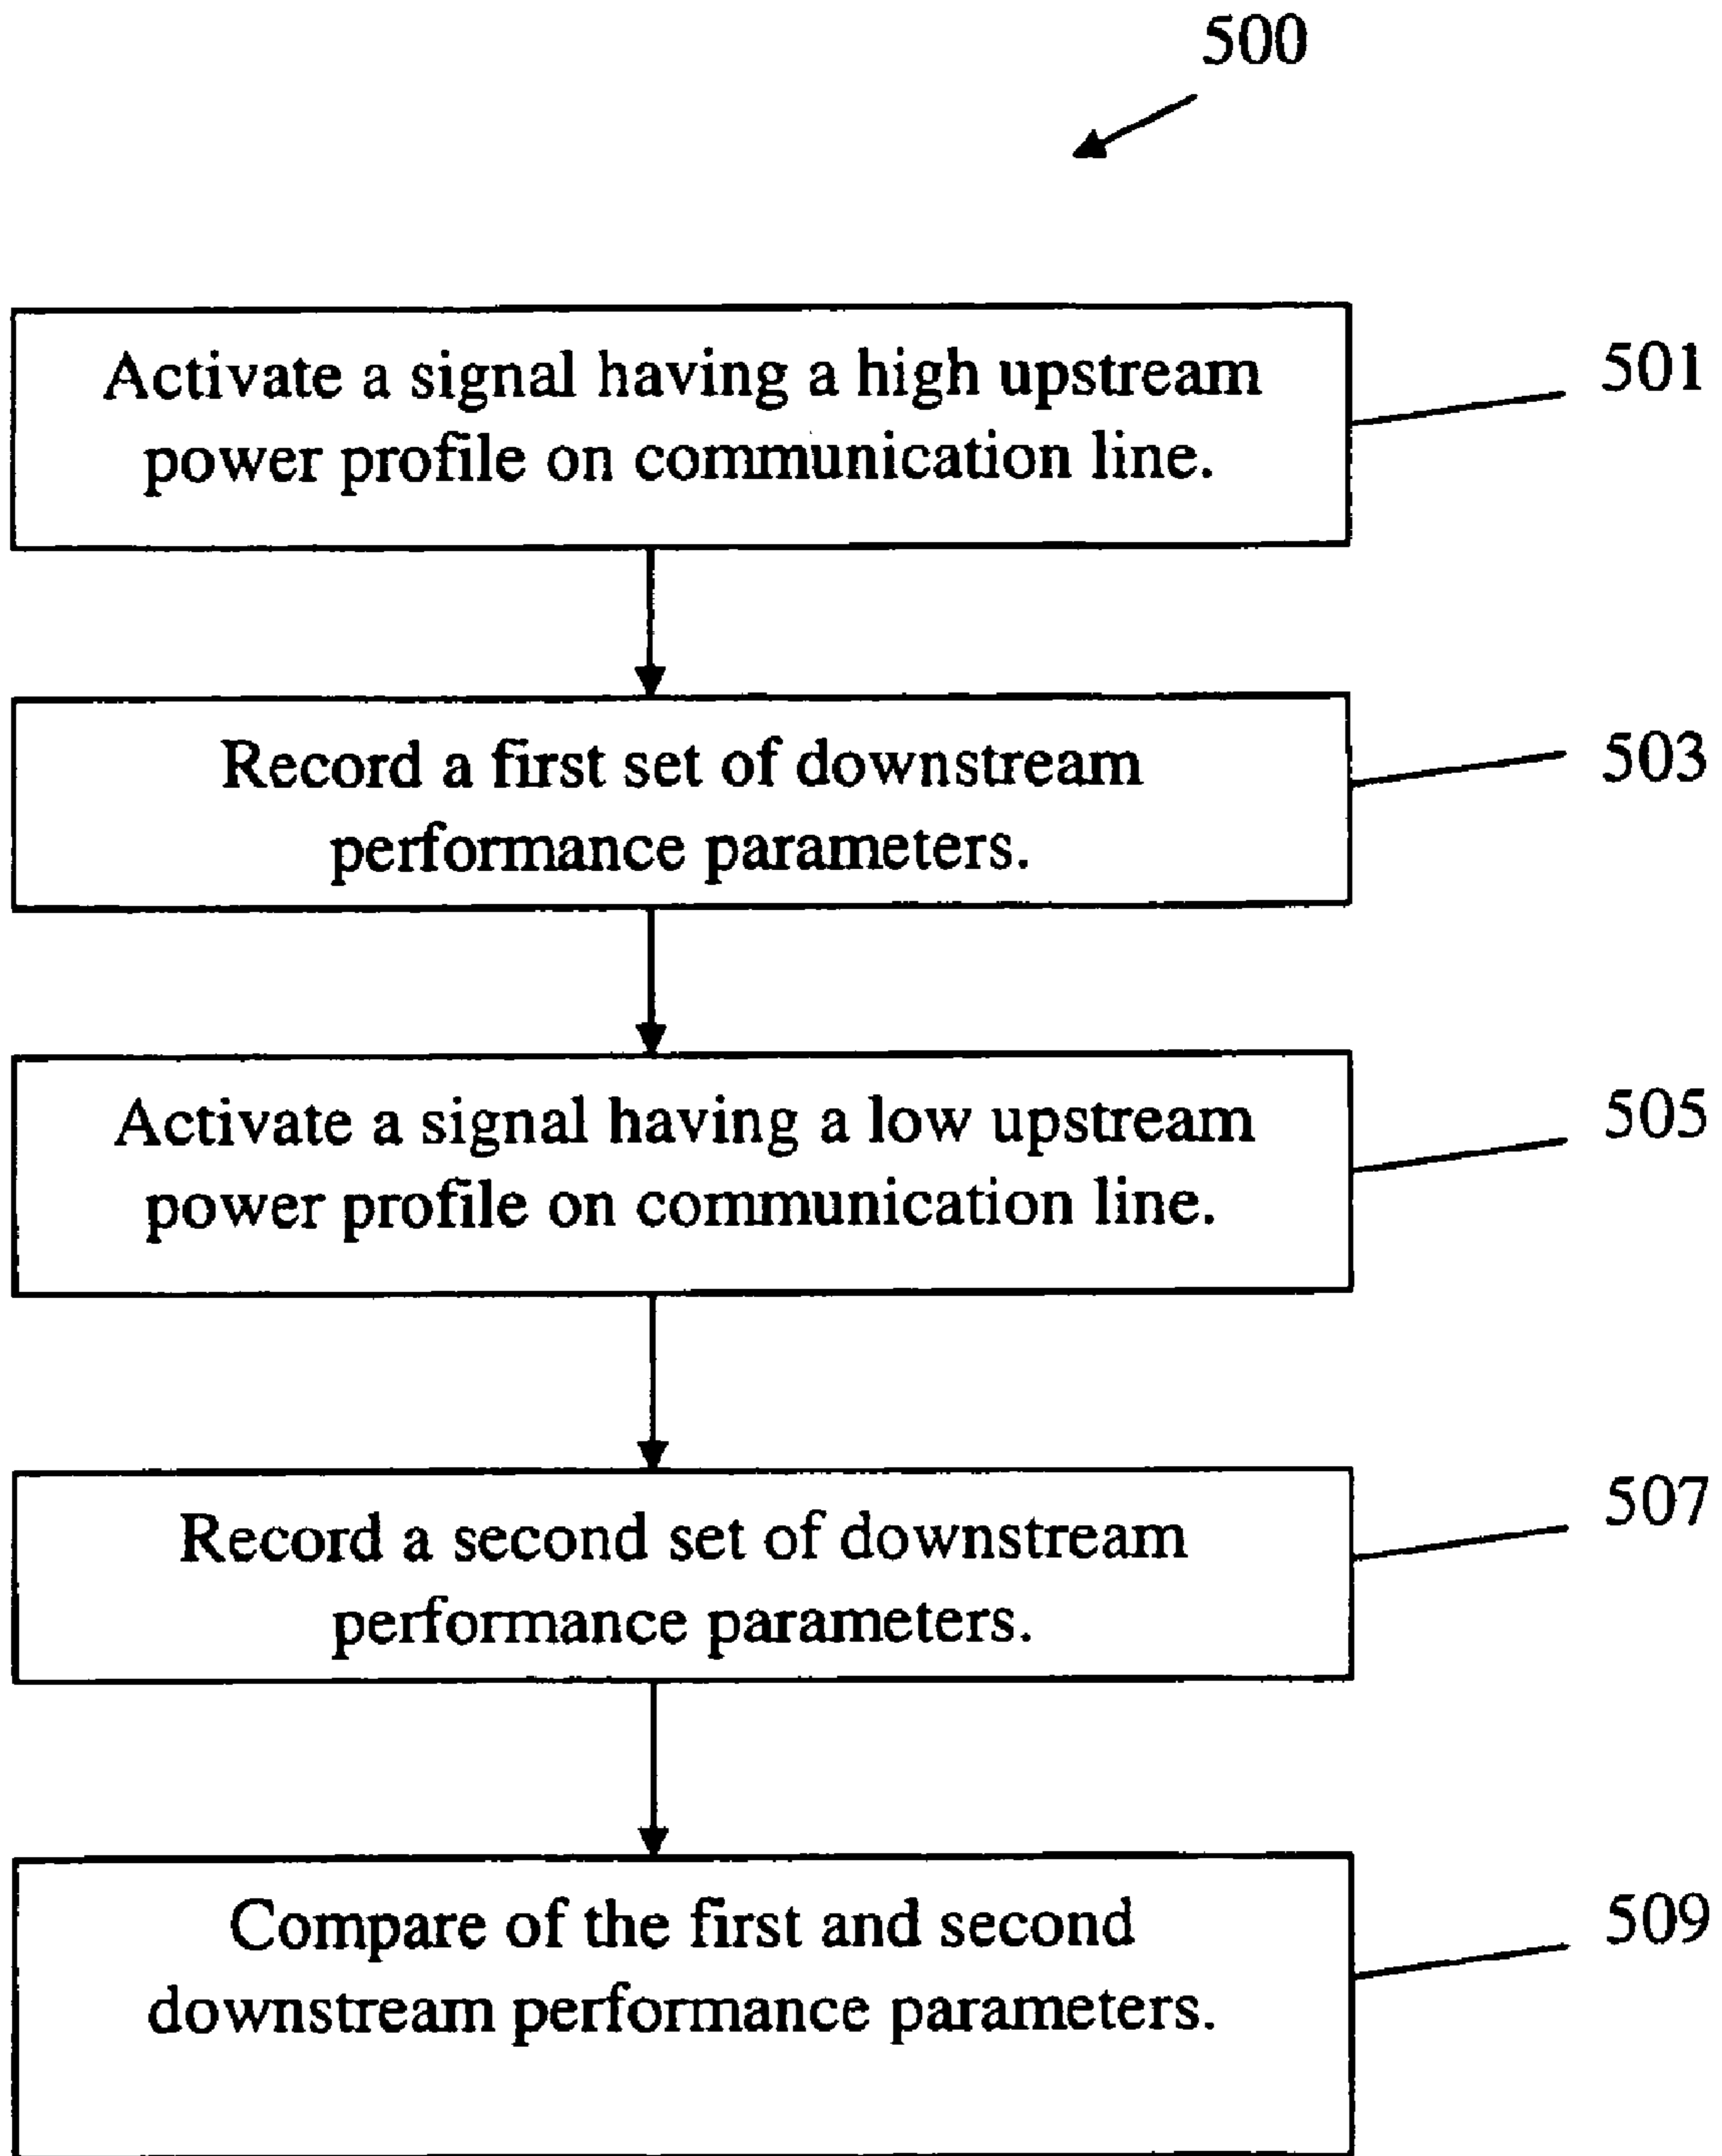 500
Activate a signal having a high upstream
power profile on communication line.
501
Record a first set of downstream
performance parameters.
503
Activate a signal having a low upstream
power profile on communication line.
505
Record a second set of downstream
performance parameters.
507
Compare of the first and second
downstream performance parameters.
509